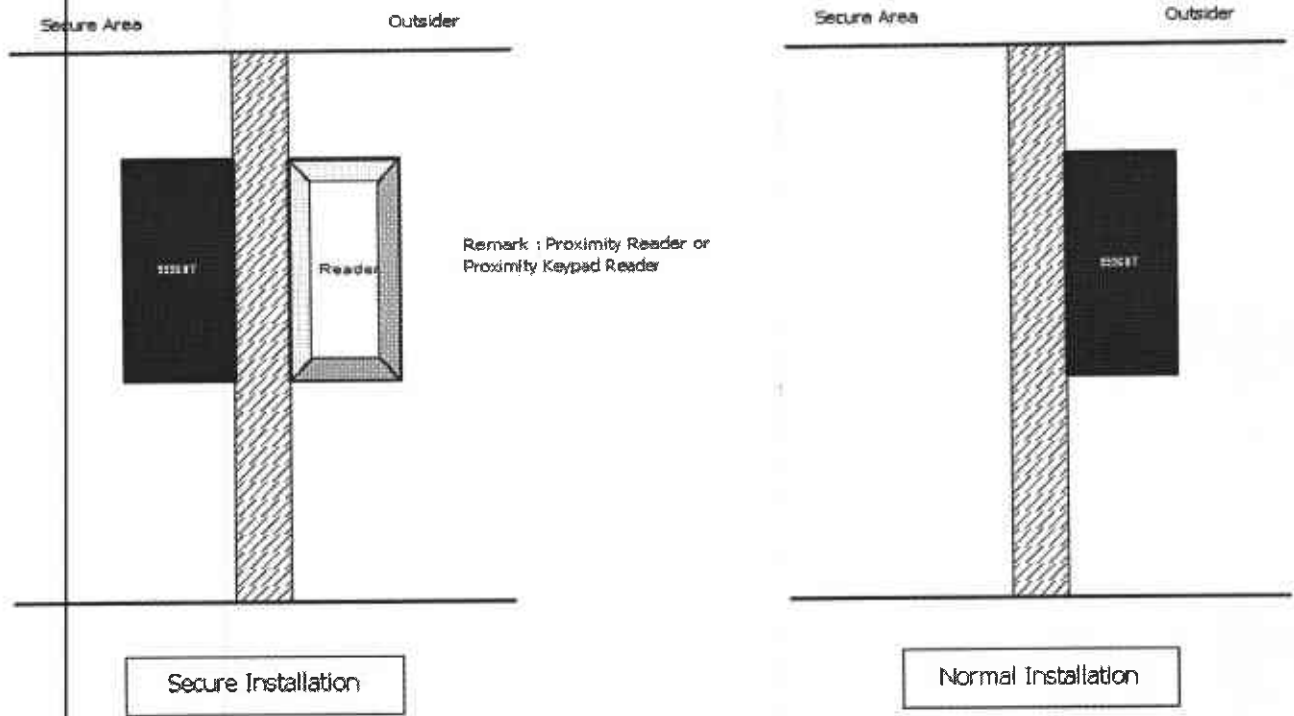 Secure Area
Outsider
Reader
Remark : Proximity Reader or
Proximity Keypad Reader
Secure Installation
Secure Area
Outsider
Normal Installation